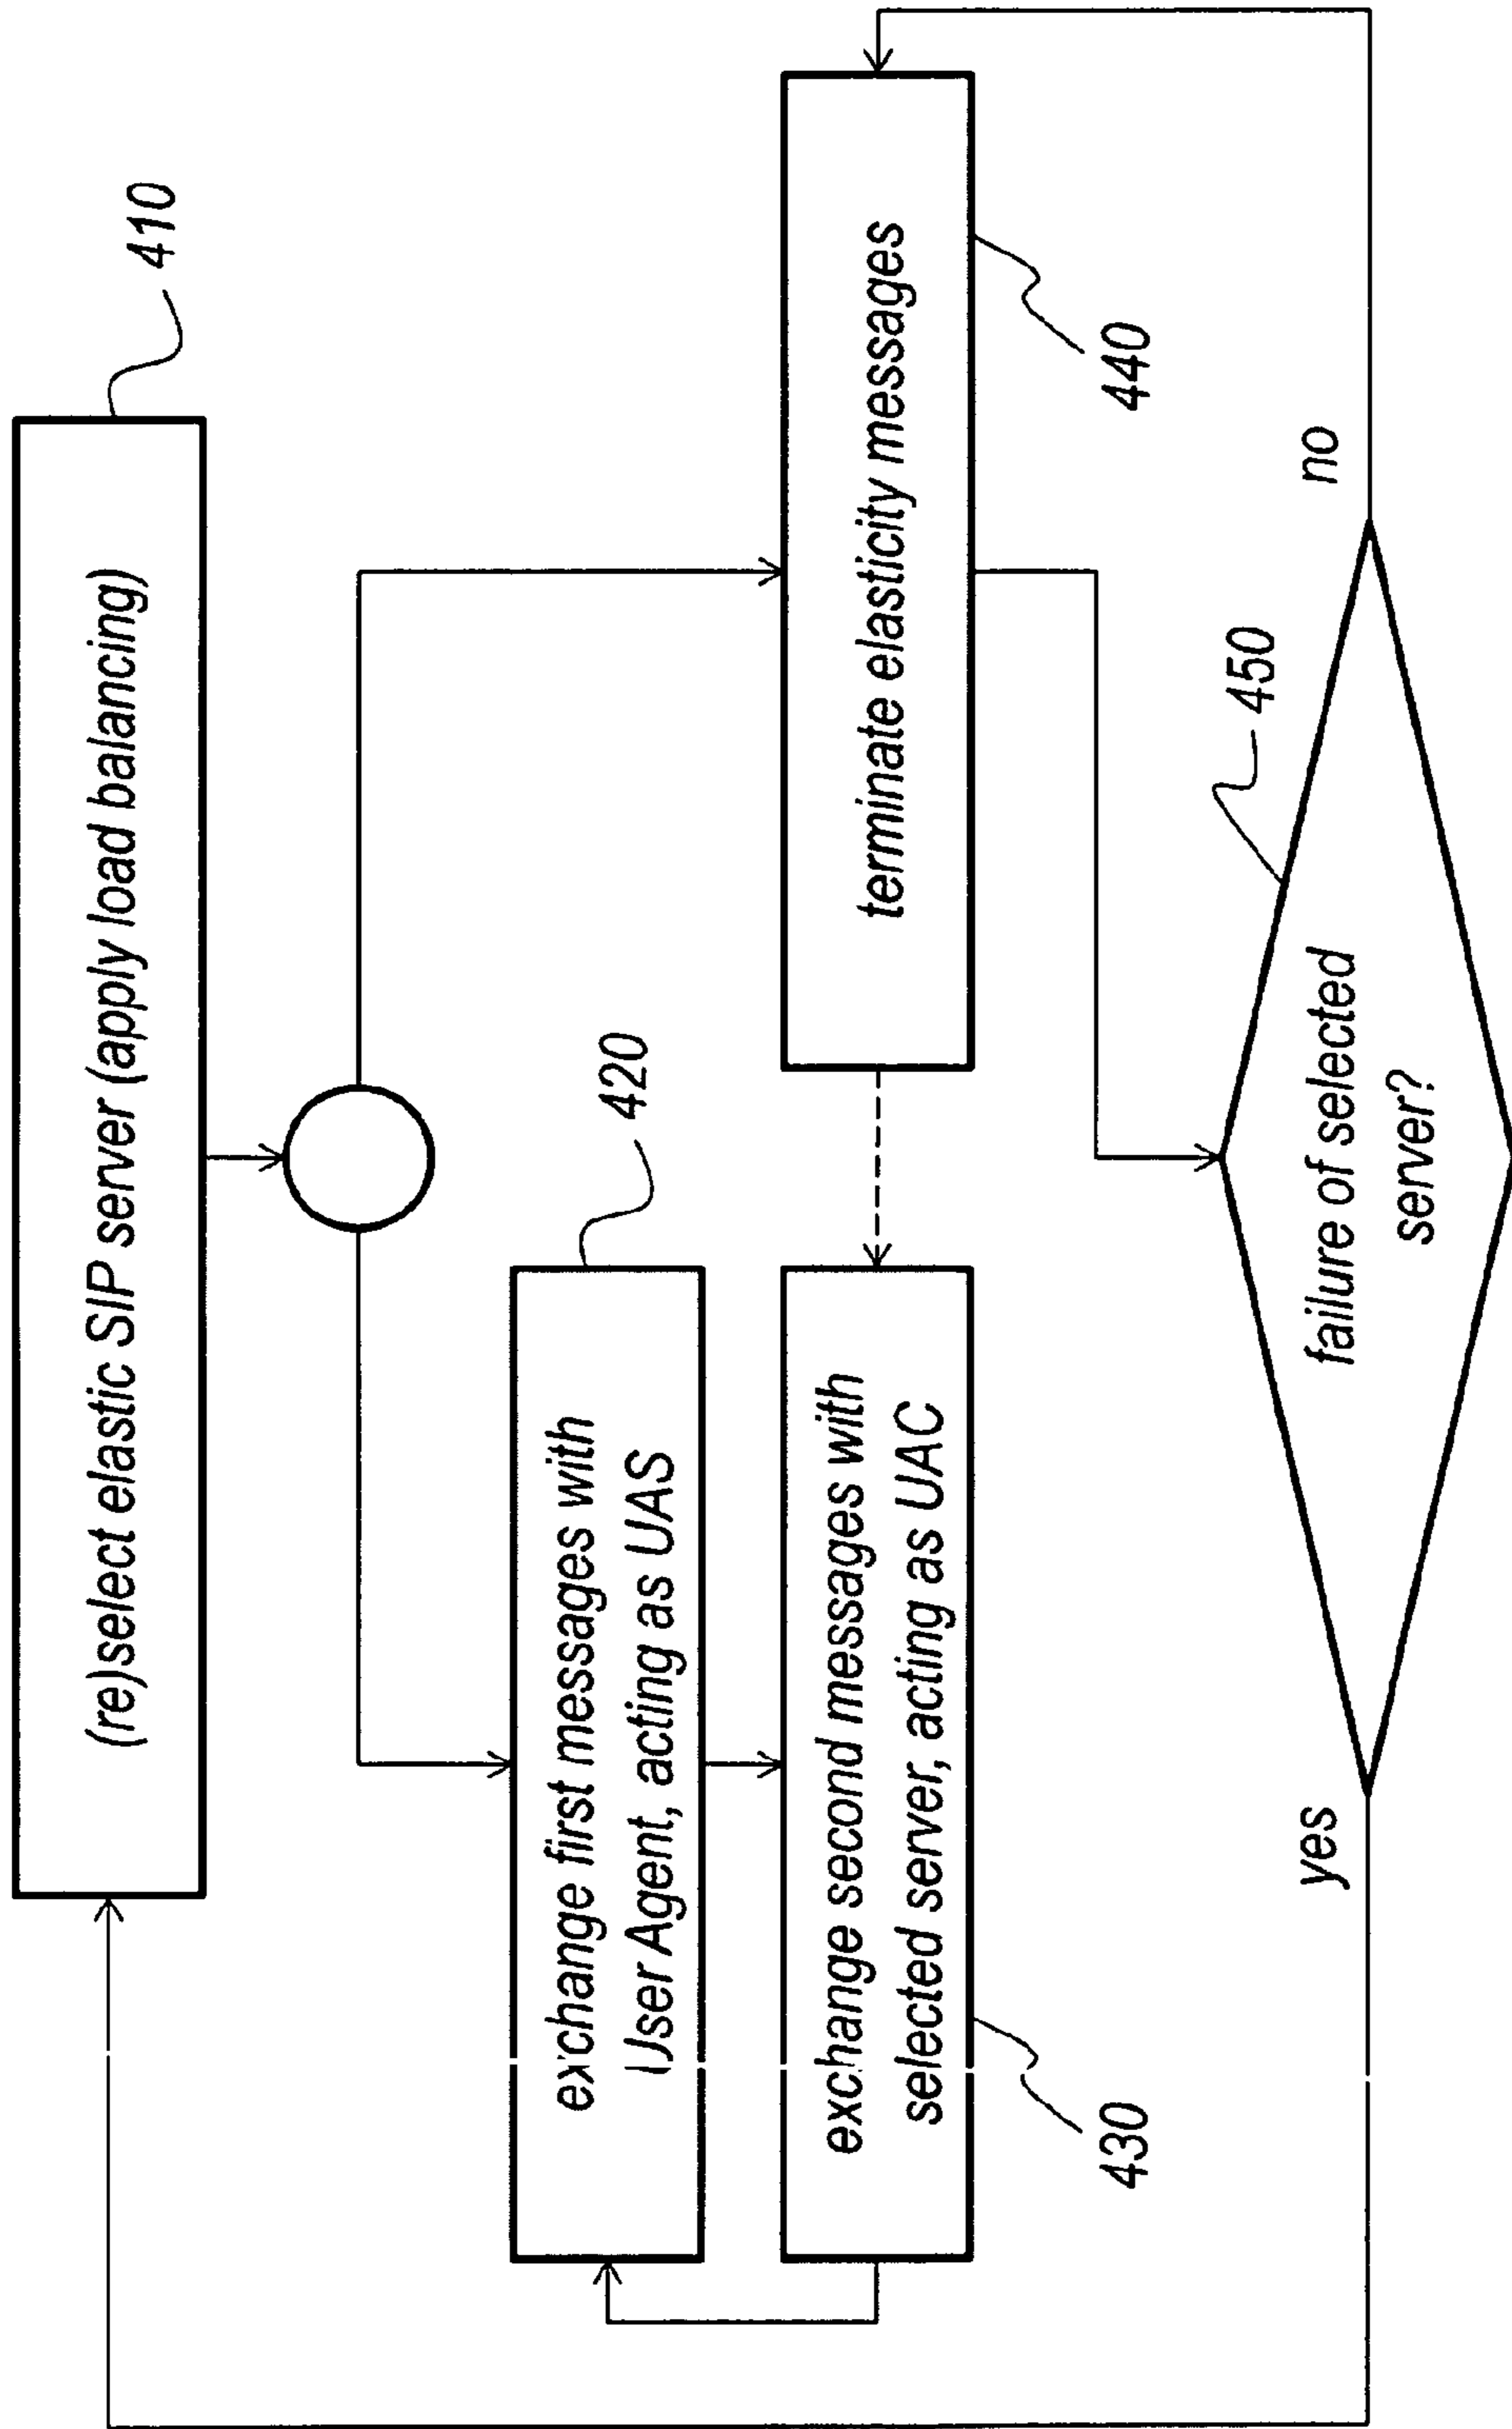 (re)select elastic SIP server (apply load balancing)
410
exchange first messages with
User Agent, acting as UAS
420
exchange second messages with
selected server, acting as UAC
430
terminate elasticity messages
440
failure of selected
server?
450
yes
no